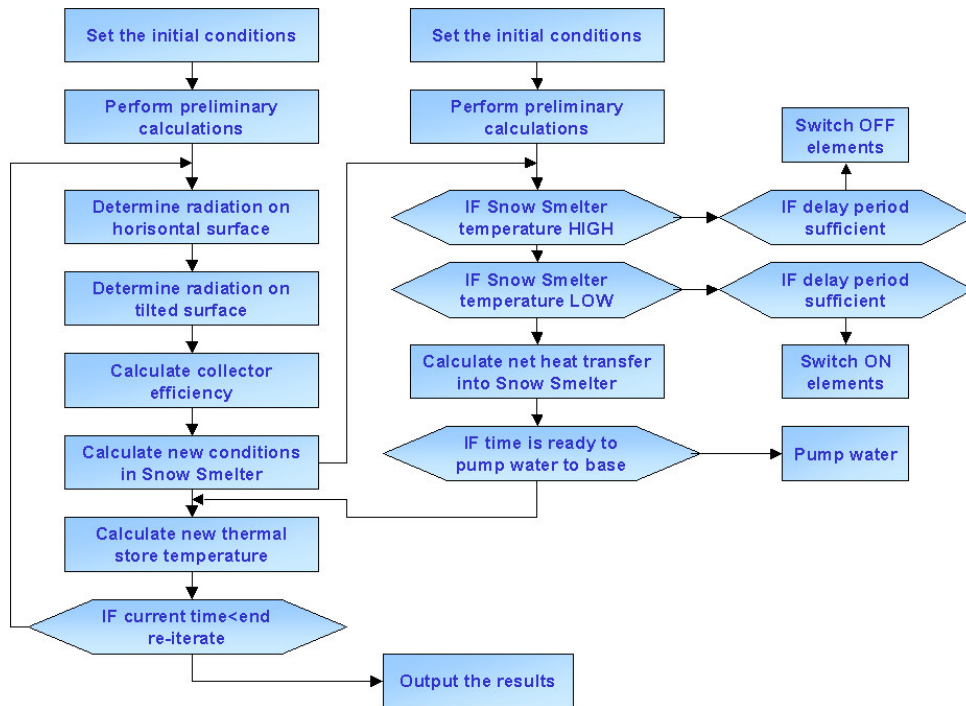 Set the initial conditions
Perform preliminary
calculations
Determine radiation on
horisontal surface
Determine radiation on
tilted surface
Calculate collector
efficiency
Calculate new conditions
in Snow Smelter
Calculate new thermal
store temperature
IF current time<end
re-iterate
Output the results
Set the initial conditions
Perform preliminary
calculations
IF Snow Smelter
temperature HIGH
IF Snow Smelter
temperature LOW
Calculate net heat transfer
into Snow Smelter
IF time is ready to
pump water to base
Switch OFF
elements
IF delay period
sufficient
IF delay period
sufficient
Switch ON
elements
Pump water